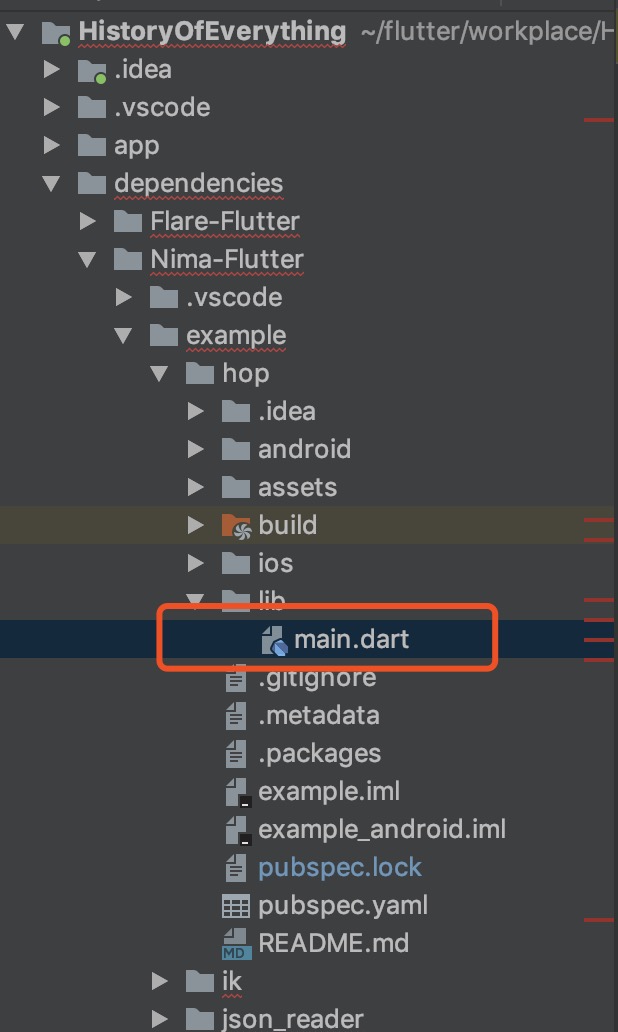 HistoryOfEverything ~/flutter/workplace/H
.idea
.vscode
app
dependencies
Flare-Flutter
Nima-Flutter
.vscode
example
hop
.idea
android
assets
build
ios
lib
main.dart
.gitignore
.metadata
.packages
example.iml
example_android.iml
pubspec.lock
pubspec.yaml
MD README.md
ik
json_reader